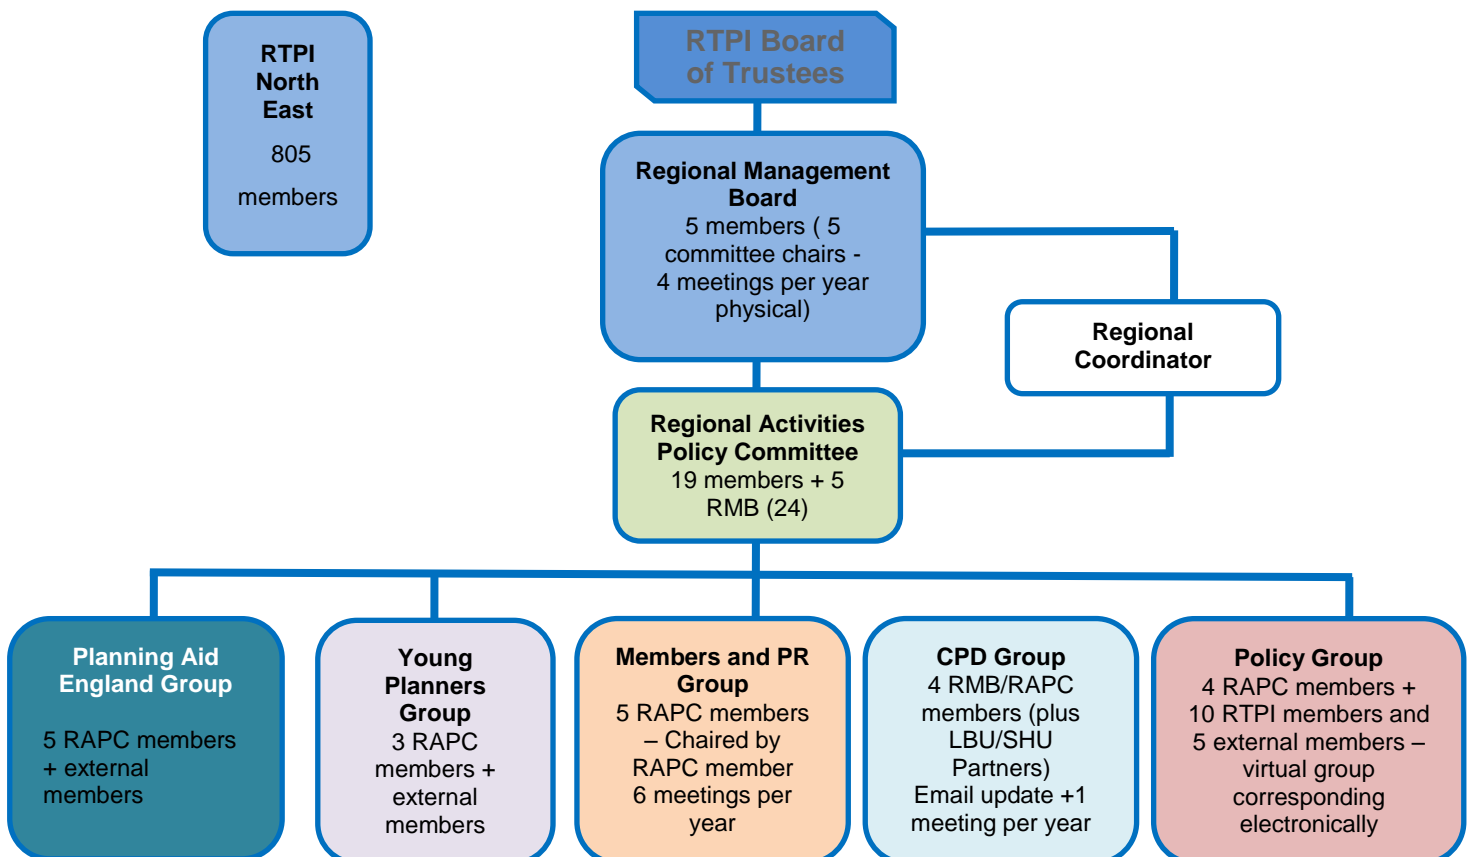 RTPI
North
East
805
members
RTPI Board
of Trustees
Regional Management
Board
5 members ( 5
committee chairs -
4 meetings per year
physical)
Regional
Coordinator
Regional Activities
Policy Committee
19 members + 5
RMB (24)
Planning Aid
England Group
5 RAPC members
+ external
members
Young
Planners
Group
3 RAPC
members +
external
members
Members and PR
Group
5 RAPC members
– Chaired by
RAPC member
6 meetings per
year
CPD Group
4 RMB/RAPC
members (plus
LBU/SHU
Partners)
Email update +1
meeting per year
Policy Group
4 RAPC members +
10 RTPI members and
5 external members –
virtual group
corresponding
electronically